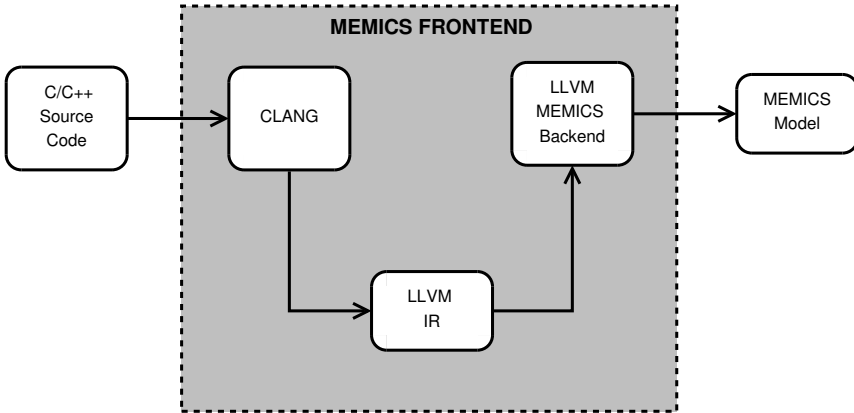 MEMICS FRONTEND
C/C++
Source
Code
CLANG
LLVM
MEMICS
Backend
MEMICS
Model
LLVM
IR